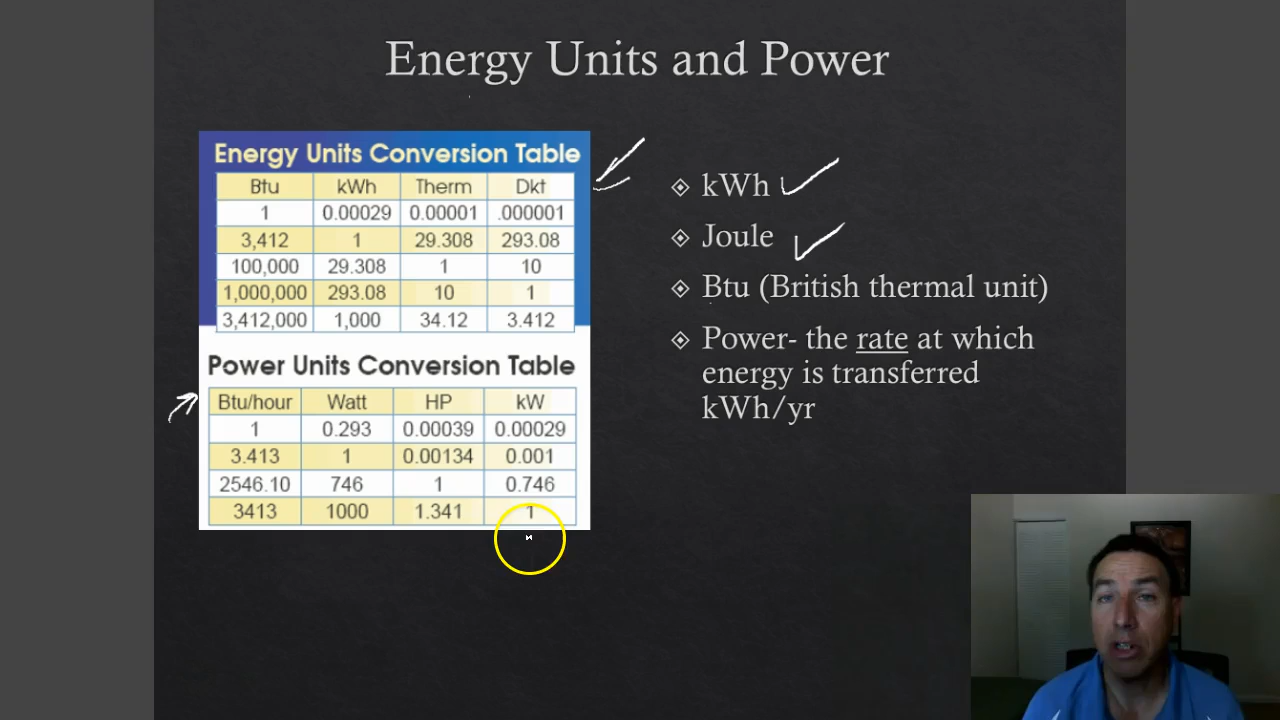 Energy Units and Power
Energy Units Conversion Table
Btu kWh Therm Dkt
1 0.00029 0.00001 .000001
3,412 1 29.308 293.08
100,000 29.308 1 10
1,000,000 293.08 10 1
3,412,000 1,000 34.12 3.412
Power Units Conversion Table
Btu/hour Watt HP kW
1 0.293 0.00039 0.00029
3.413 1 0.00134 0.001
2546.10 746 1 0.746
3413 1000 1.341 1
kWh
Joule
Btu (British thermal unit)
Power- the rate at which
energy is transferred
kWh/yr